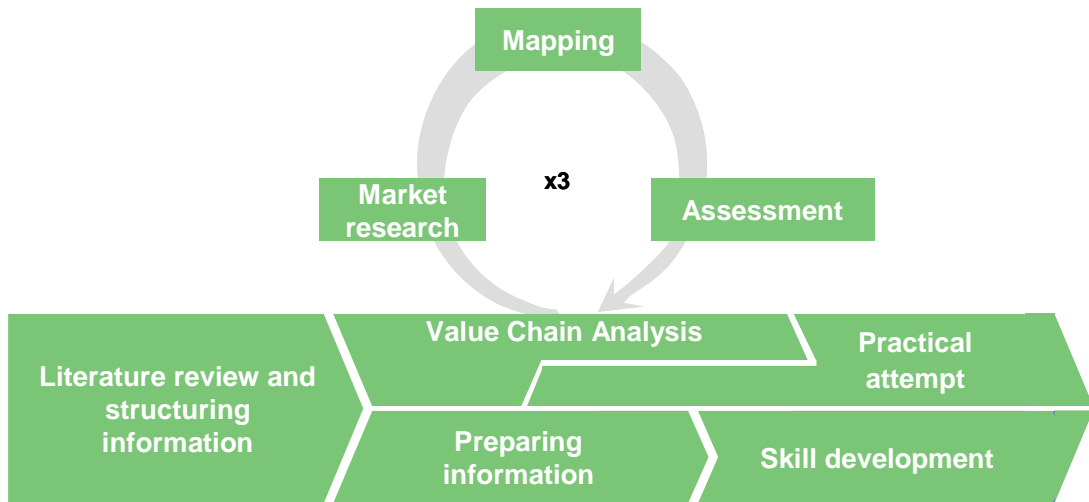 Mapping
x3
Market
research
Assessment
Value Chain Analysis
Practical
attempt
Literature review and
structuring
information
Preparing
information
Skill development